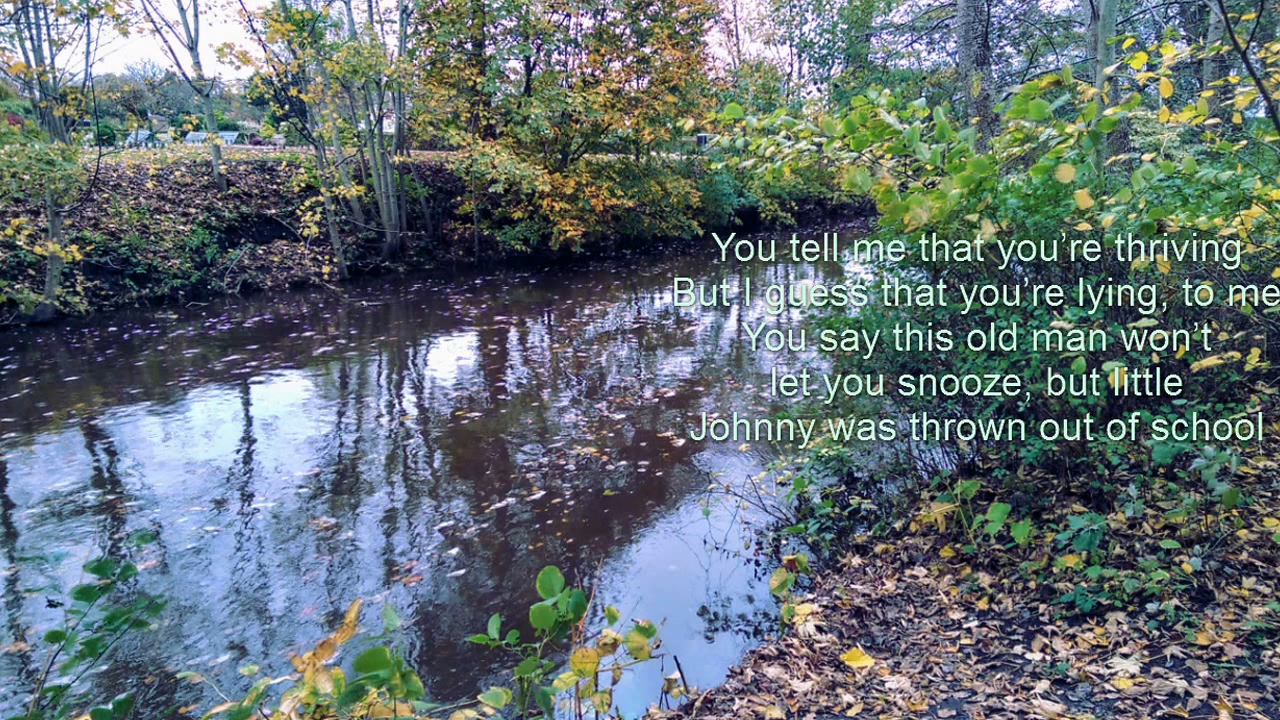 You tell me that you’re thriving
But I guess that you’re lying, to me
You say this old man won’t
let you snooze, but little
Johnny was thrown out of school